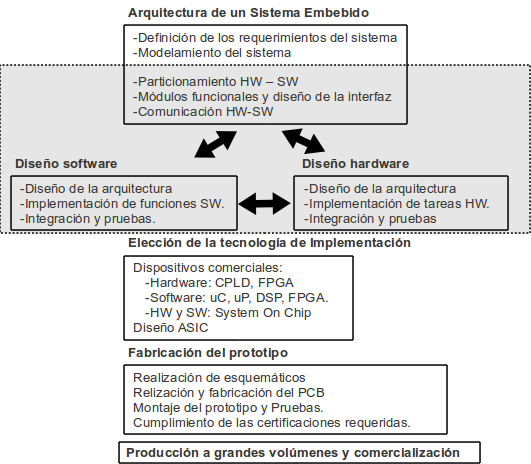 Arquitectura de un Sistema Embebido
-Definición de los requerimientos del sistema
-Modelamiento del sistema
-Particionamiento HW – SW
-Módulos funcionales y diseño de la interfaz
-Comunicación HW-SW
Diseño software
-Diseño de la arquitectura
-Implementación de funciones SW.
-Integración y pruebas.
Diseño hardware
-Diseño de la arquitectura
-Implementación de tareas HW.
-Integración y pruebas
Elección de la tecnología de Implementación
Dispositivos comerciales:
-Hardware: CPLD, FPGA
-Software: uC, uP, DSP, FPGA.
-HW y SW: System On Chip
Diseño ASIC
Fabricación del prototipo
Realización de esquemáticos
Relización y fabricación del PCB
Montaje del prototipo y Pruebas.
Cumplimiento de las certificaciones requeridas.
Producción a grandes volúmenes y comercialización